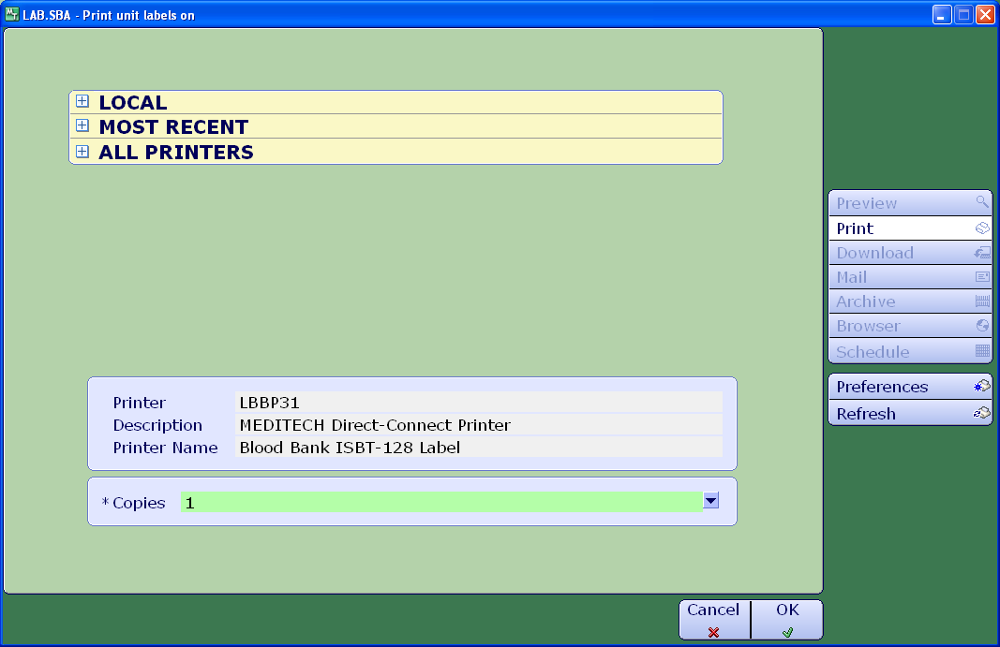 LAB.SBA - Print unit labels on
LOCAL
MOST RECENT
ALL PRINTERS
Preview
Print
Download
Mail
Archive
Browser
Schedule
Preferences
Refresh
Printer LBBP31
Description MEDITECH Direct-Connect Printer
Printer Name Blood Bank ISBT-128 Label
*Copies 1
Cancel OK